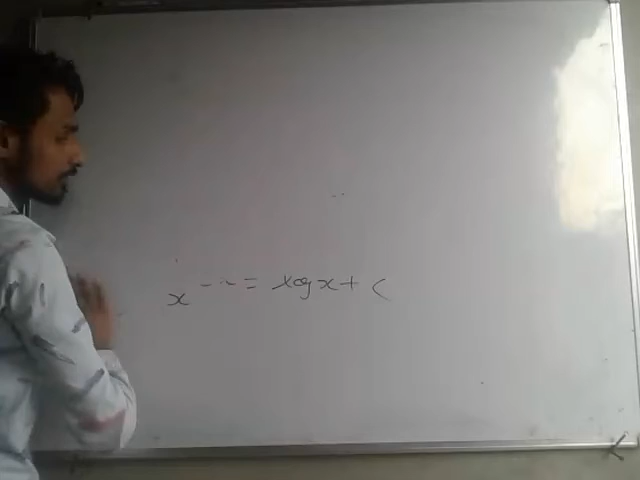 x = log x + c